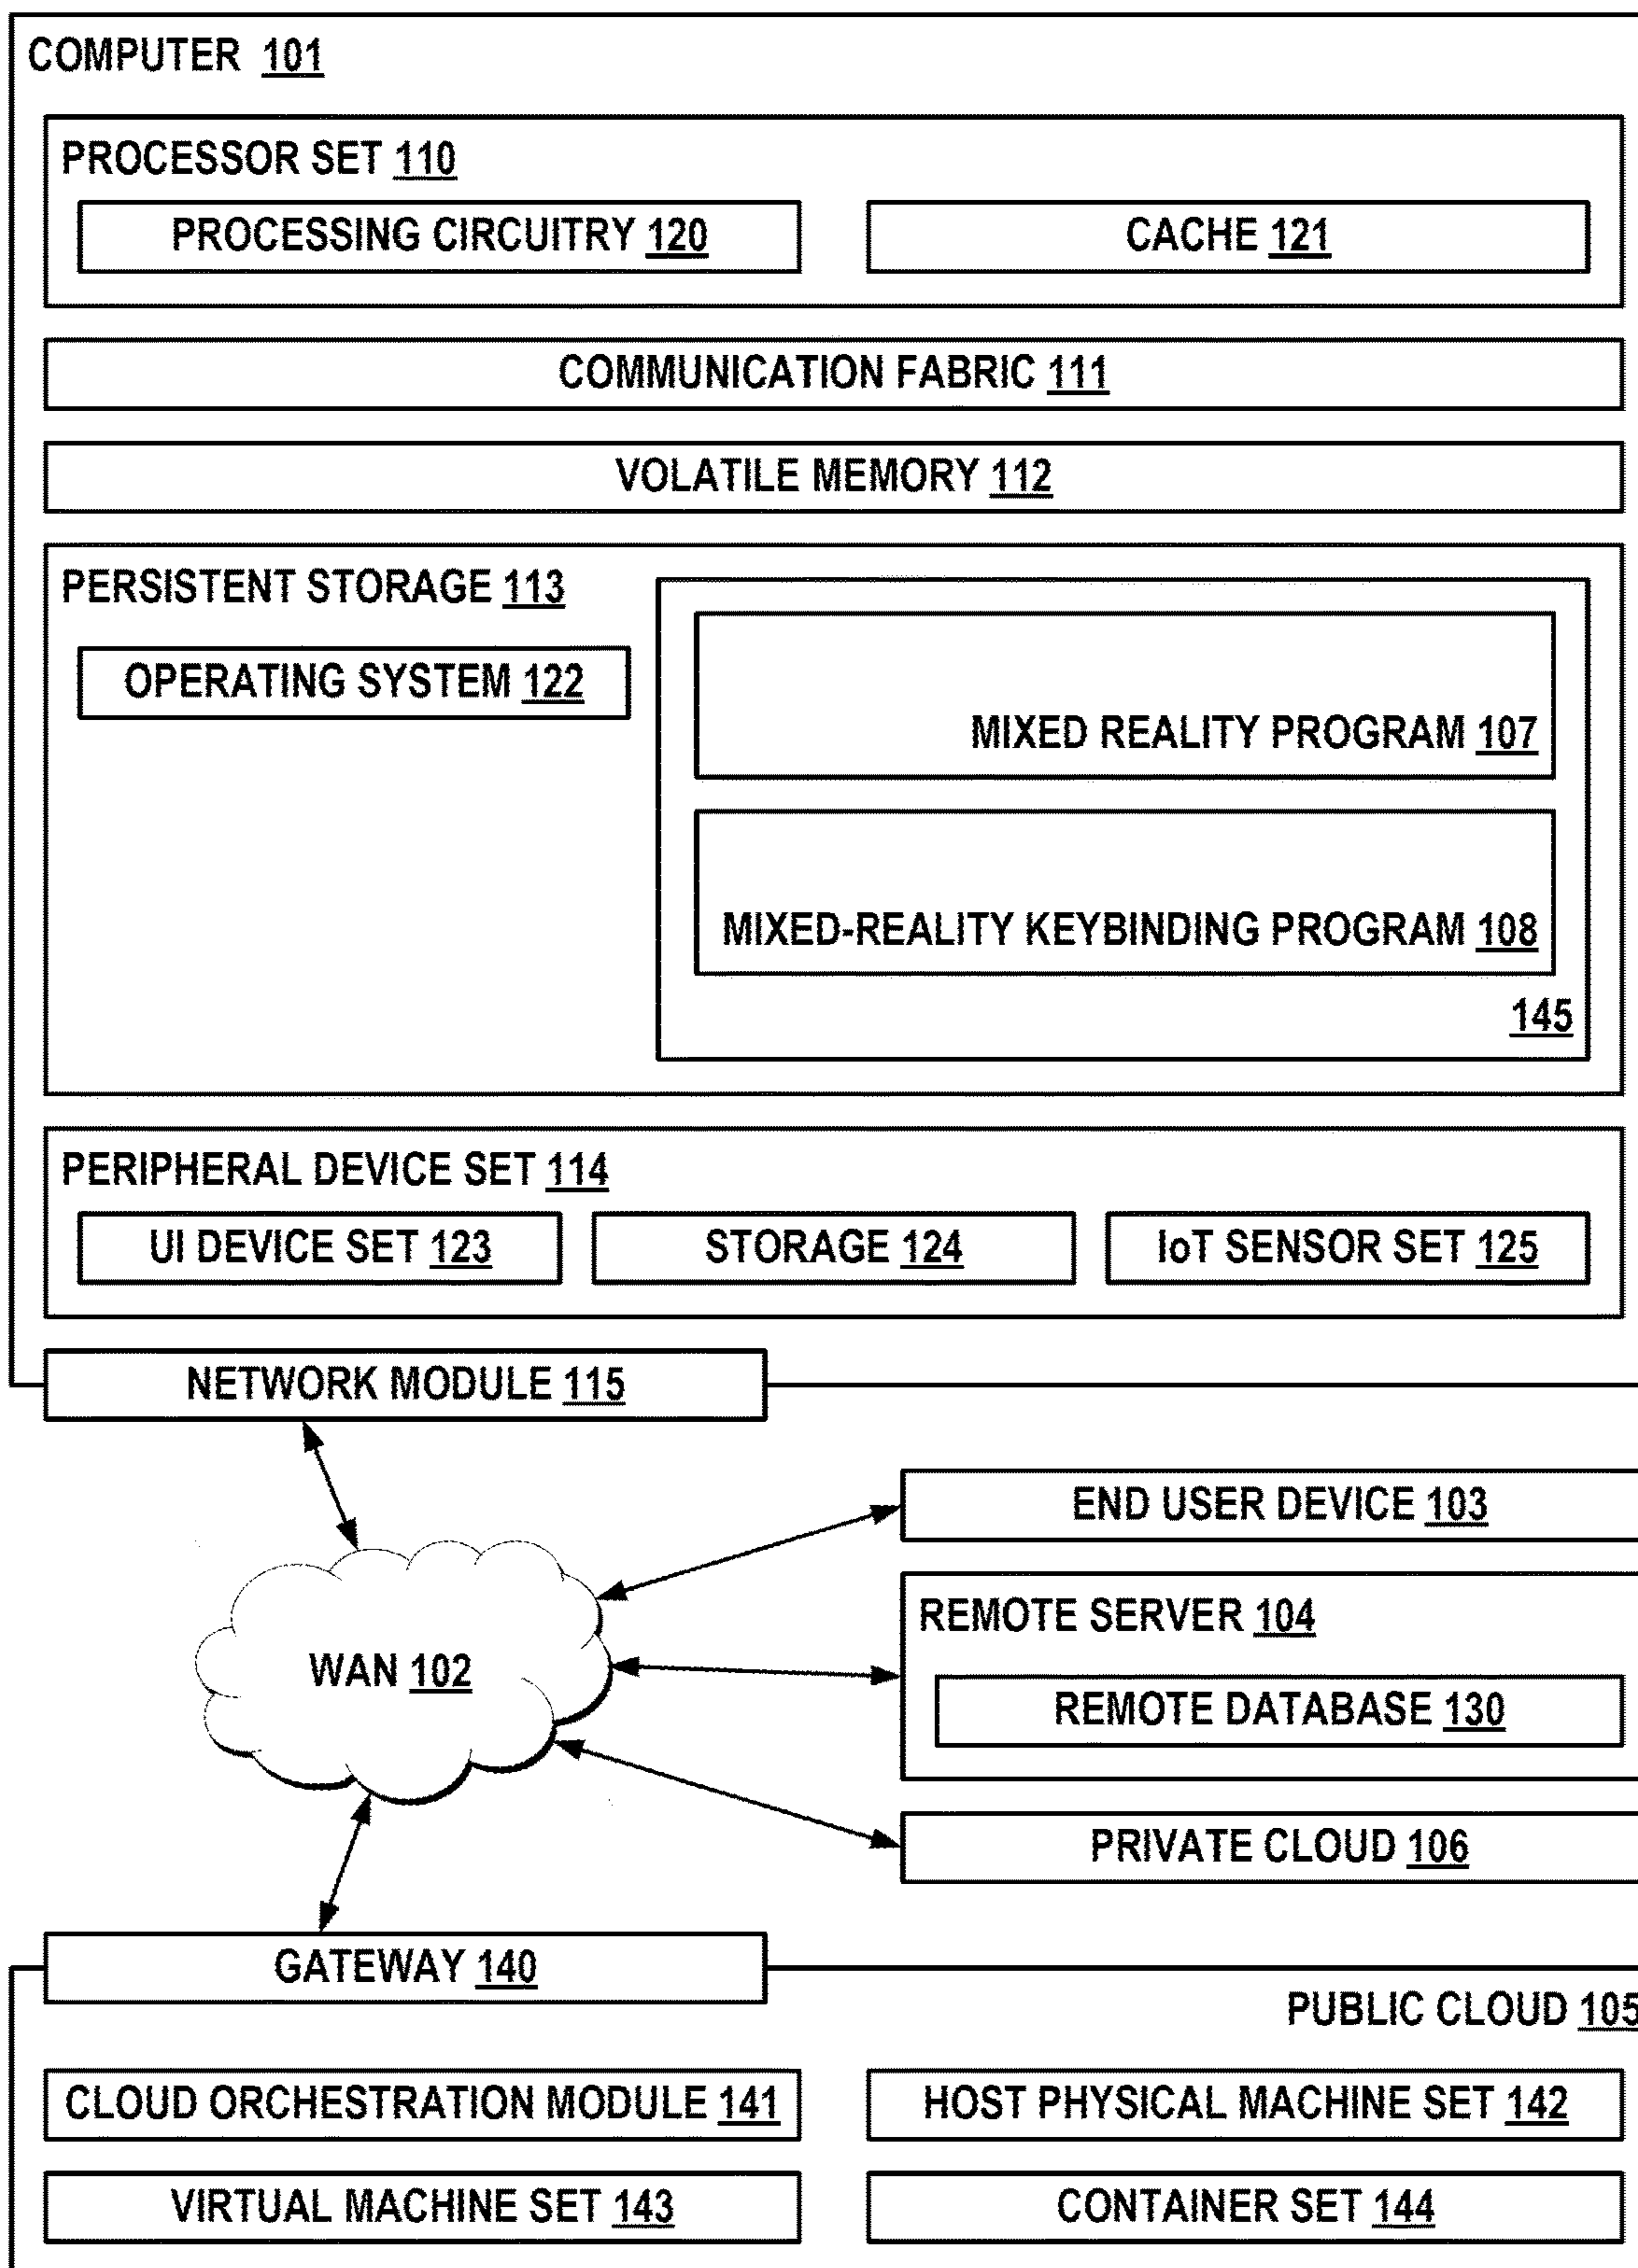 COMPUTER 101
PROCESSOR SET 110
PROCESSING CIRCUITRY 120
CACHE 121
COMMUNICATION FABRIC 111
VOLATILE MEMORY 112
PERSISTENT STORAGE 113
OPERATING SYSTEM 122
MIXED REALITY PROGRAM 107
MIXED-REALITY KEYBINDING PROGRAM 108
145
PERIPHERAL DEVICE SET 114
UI DEVICE SET 123
STORAGE 124
IoT SENSOR SET 125
NETWORK MODULE 115
END USER DEVICE 103
REMOTE SERVER 104
WAN 102
REMOTE DATABASE 130
PRIVATE CLOUD 106
GATEWAY 140
PUBLIC CLOUD 105
CLOUD ORCHESTRATION MODULE 141
HOST PHYSICAL MACHINE SET 142
VIRTUAL MACHINE SET 143
CONTAINER SET 144